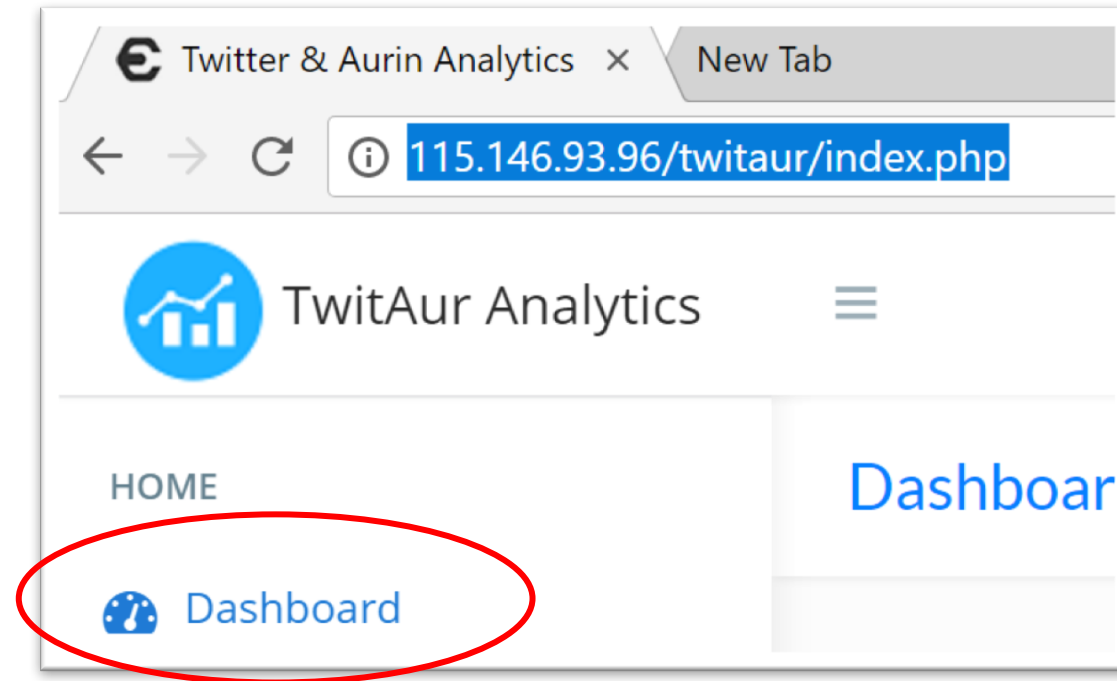 Twitter & Aurin Analytics × New Tab
115.146.93.96/twitaur/index.php
TwitAur Analytics
HOME
Dashboar
Dashboard